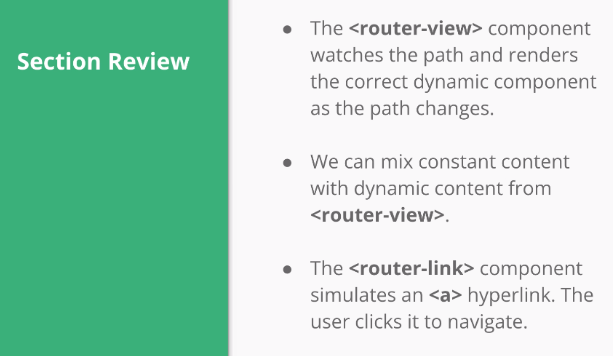 Section Review
● The <router-view> component
watches the path and renders
the correct dynamic component
as the path changes.
● We can mix constant content
with dynamic content from
<router-view>.
● The <router-link> component
simulates an <a> hyperlink. The
user clicks it to navigate.